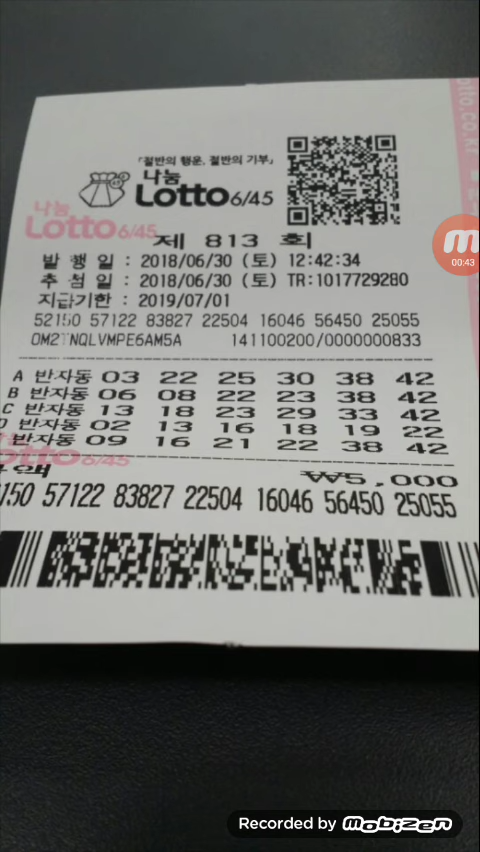 「절반의 행운, 절반의 기부」
나눔
Lotto 6/45
나눔
Lotto 6/45
제 813 회
발 행 일 : 2018/06/30 (토) 12:42:34
추 첨 일 : 2018/06/30 (토) TR:1017729280
지급기한 : 2019/07/01
52150 57122 83827 22504 16046 56450 25055
OM2TNQLVMPE6AM5A 141100200/0000000833
A 반자동 03 22 25 30 38 42
B 반자동 06 08 22 23 38 42
C 반자동 13 18 23 29 33 42
D 반자동 02 13 16 18 19 22
반자동 09 16 21 22 38 42
otto 6/45
₩5,000
150 57122 83827 22504 16046 56450 25055
otto.co.kr
00:43
Recorded by mobizen